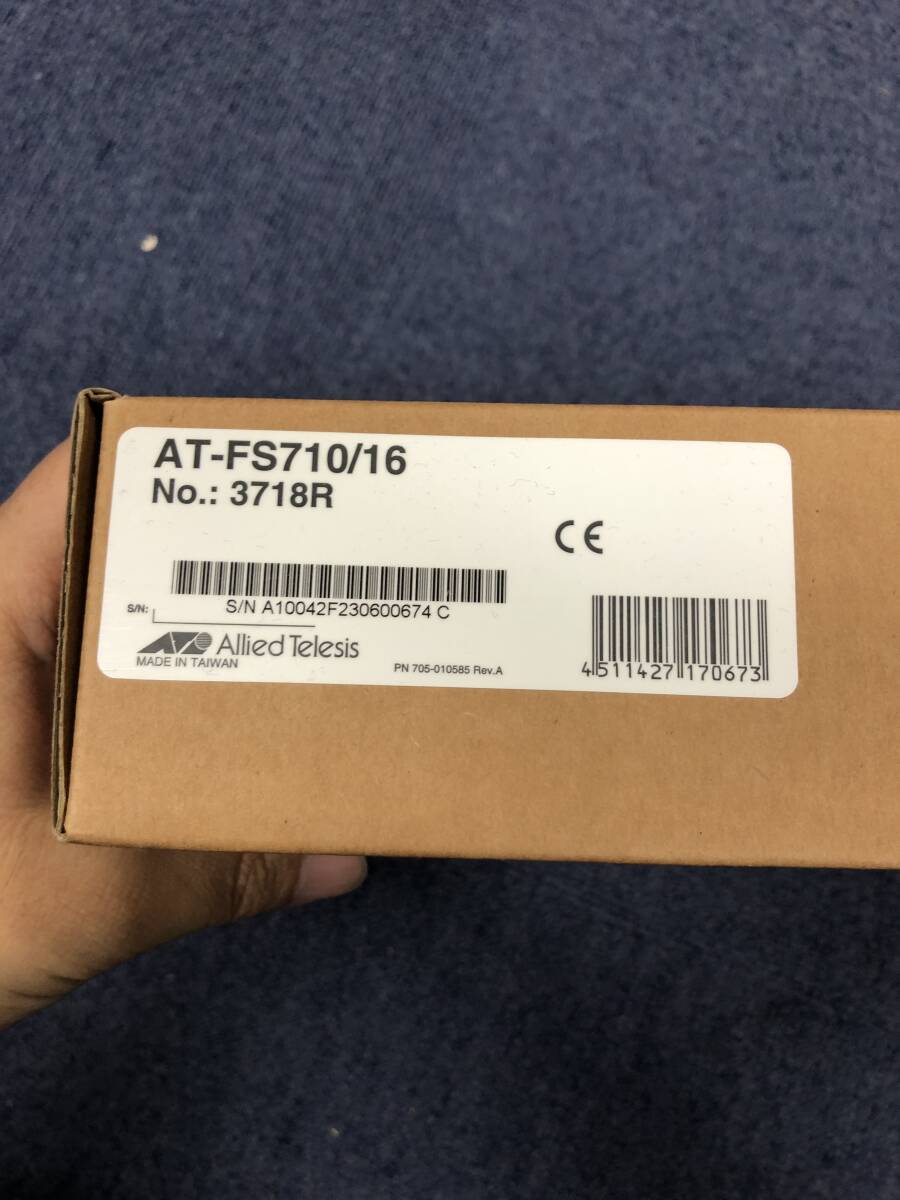 AT-FS710/16
No.: 3718R
CE
S/N A10042F230600674 C
S/N:
Allied Telesis
MADE IN TAIWAN
PN 705-010585 Rev.A
4511427170673